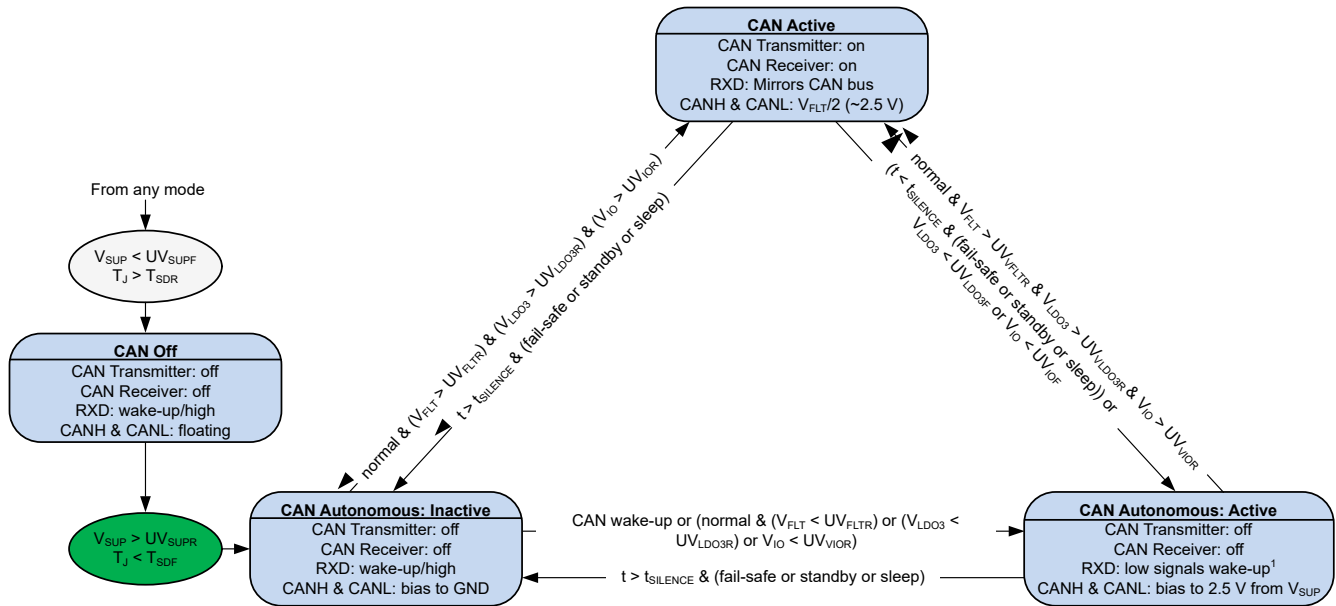 CAN Active
CAN Transmitter: on
CAN Receiver: on
RXD: Mirrors CAN bus
CANH & CANL: VFLT/2 (~2.5 V)
From any mode
VSUP < UVSUPF
TJ > TSDR
CAN Off
CAN Transmitter: off
CAN Receiver: off
RXD: wake-up/high
CANH & CANL: floating
VSUP > UVSUPR
TJ < TSDF
normal & (VFLT > UVFLTR) & (VLDO3 > UVLDO3R) & (VIO > UVIOR)
t > tSILENCE & (fail-safe or standby or sleep)
normal & VFLT > UVVFLTR & VLDO3 > UVVLDO3R & VIO > UVVIOR
(t < tSILENCE & (fail-safe or standby or sleep)) or
VLDO3 < UVLDO3F or VIO < UVIOF
CAN Autonomous: Inactive
CAN Transmitter: off
CAN Receiver: off
RXD: wake-up/high
CANH & CANL: bias to GND
CAN wake-up or (normal & (VFLT < UVFLTR) or (VLDO3 <
UVLDO3R) or VIO < UVVIOR)
t > tSILENCE & (fail-safe or standby or sleep)
CAN Autonomous: Active
CAN Transmitter: off
CAN Receiver: off
RXD: low signals wake-up¹
CANH & CANL: bias to 2.5 V from VSUP